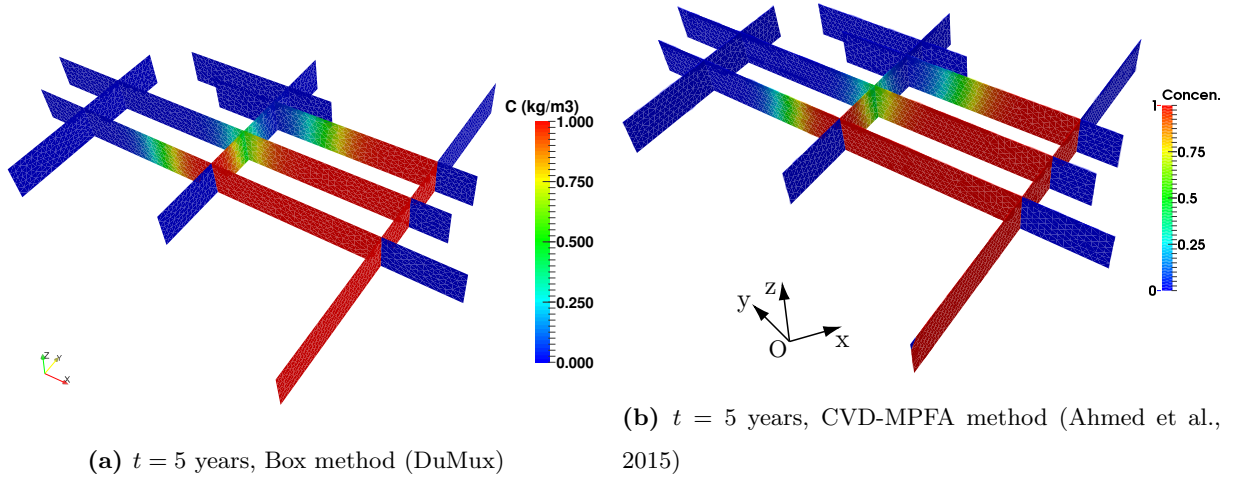 C (kg/m3)
1.000
0.750
0.500
0.250
0.000
Z
Y
X
(a) t = 5 years, Box method (DuMux)
Concen.
1
0.75
0.5
0.25
0
z
y
O
x
(b) t = 5 years, CVD-MPFA method (Ahmed et al.,
2015)